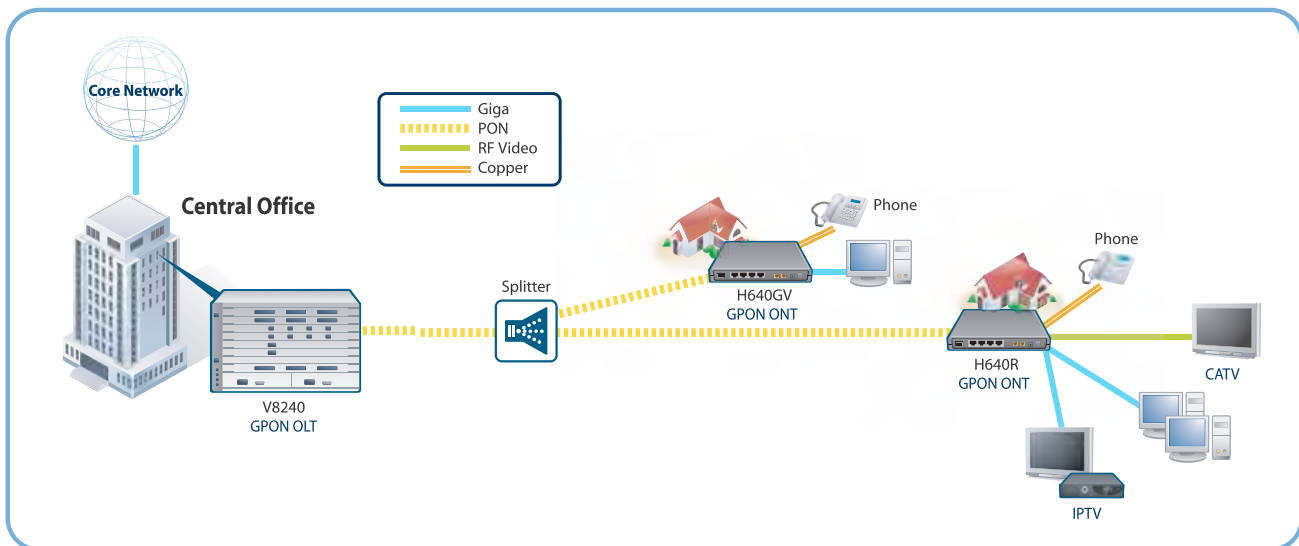 Core Network
Giga
PON
RF Video
Copper
Central Office
Phone
Phone
Splitter
H640GV
GPON ONT
H640R
GPON ONT
CATV
V8240
GPON OLT
IPTV